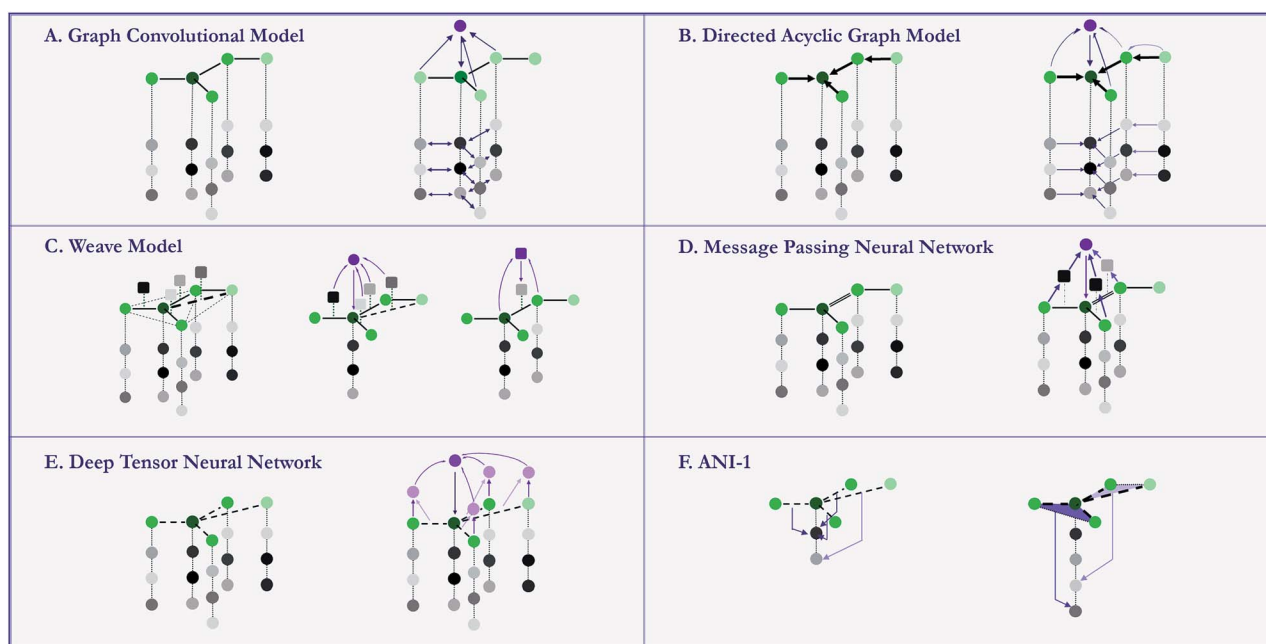 A. Graph Convolutional Model
B. Directed Acyclic Graph Model
C. Weave Model
D. Message Passing Neural Network
E. Deep Tensor Neural Network
F. ANI-1